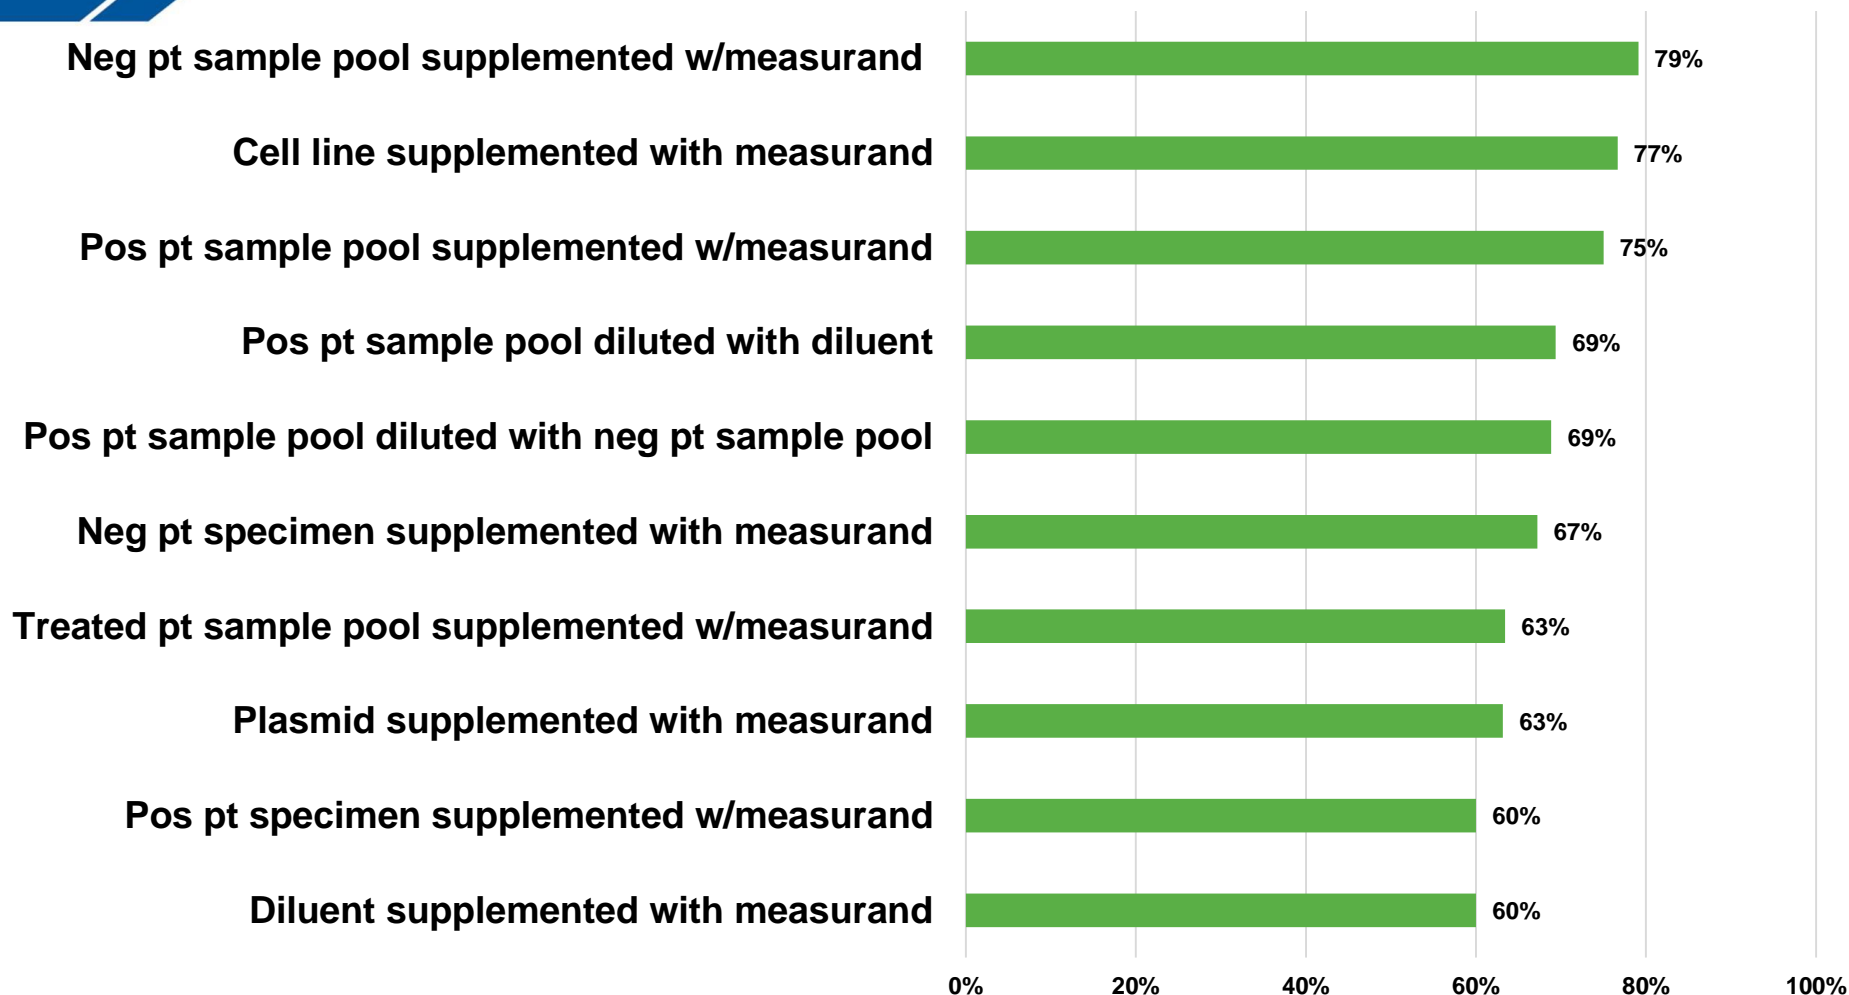 Neg pt sample pool supplemented w/measurand 79%
Cell line supplemented with measurand 77%
Pos pt sample pool supplemented w/measurand 75%
Pos pt sample pool diluted with diluent 69%
Pos pt sample pool diluted with neg pt sample pool 69%
Neg pt specimen supplemented with measurand 67%
Treated pt sample pool supplemented w/measurand 63%
Plasmid supplemented with measurand 63%
Pos pt specimen supplemented w/measurand 60%
Diluent supplemented with measurand 60%
0% 20% 40% 60% 80% 100%